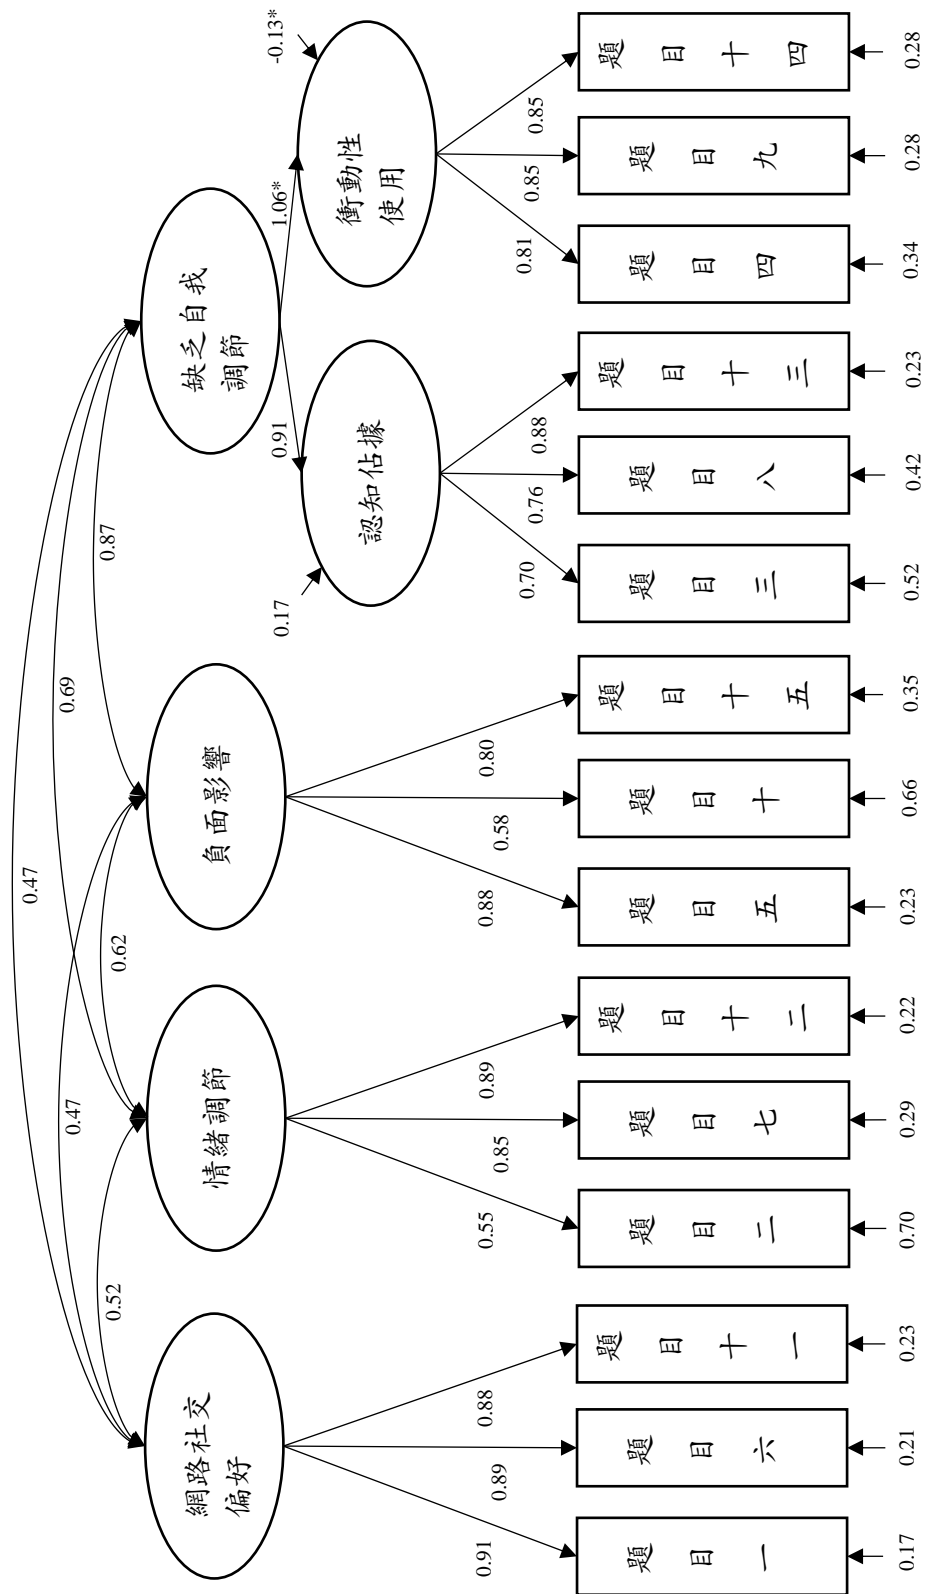 0.47
0.69
0.47
0.87
0.52
0.62
網路社交
偏好
情緒調節
負面影響
缺乏自我
調節
0.91
1.06*
0.17
-0.13*
認知佔據
衝動性
使用
0.91
0.89
0.88
0.55
0.85
0.89
0.88
0.58
0.80
0.70
0.76
0.88
0.81
0.85
0.85
題目一
題目六
題目十一
題目二
題目七
題目十二
題目五
題目十
題目十五
題目三
題目八
題目十三
題目四
題目九
題目十四
0.17
0.21
0.23
0.70
0.29
0.22
0.23
0.66
0.35
0.52
0.42
0.23
0.34
0.28
0.28